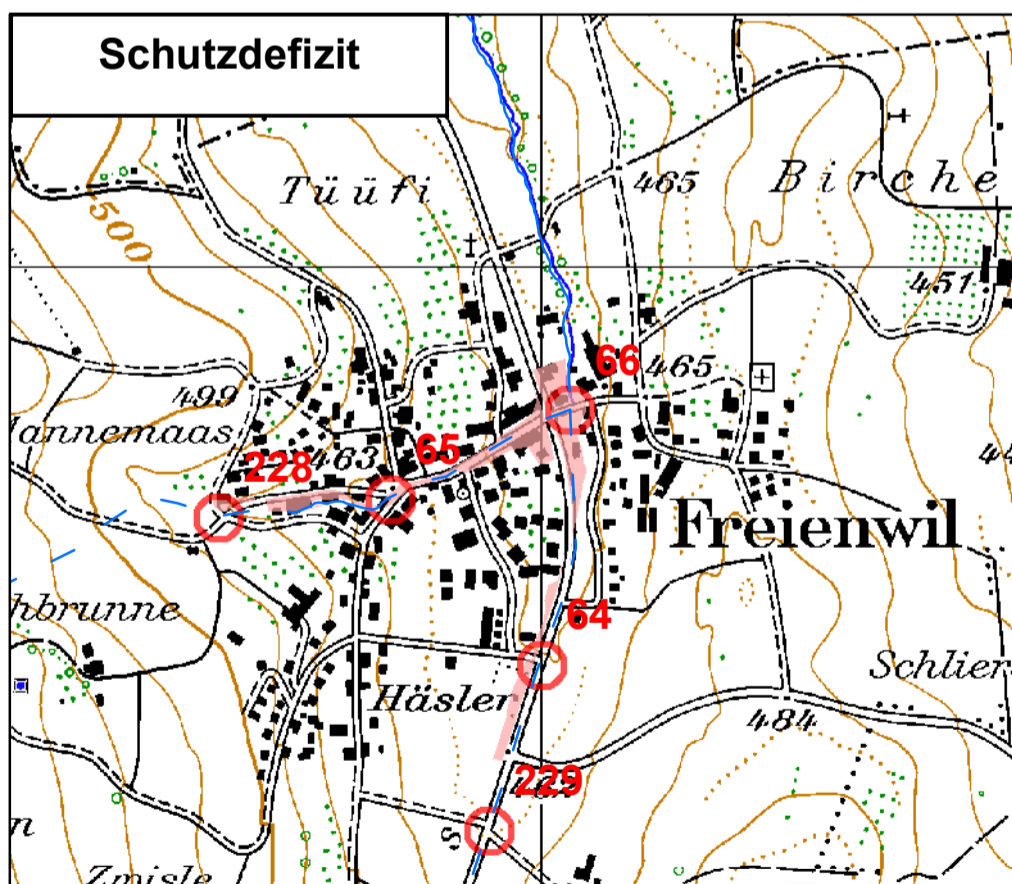 Schutzdefizit
Tüüfi
465
Birche
500
451
66
465
499
annemaas
463
65
228
Freienwil
hbrunne
64
Schlier
Häsler
484
229
S
n
Zmisle